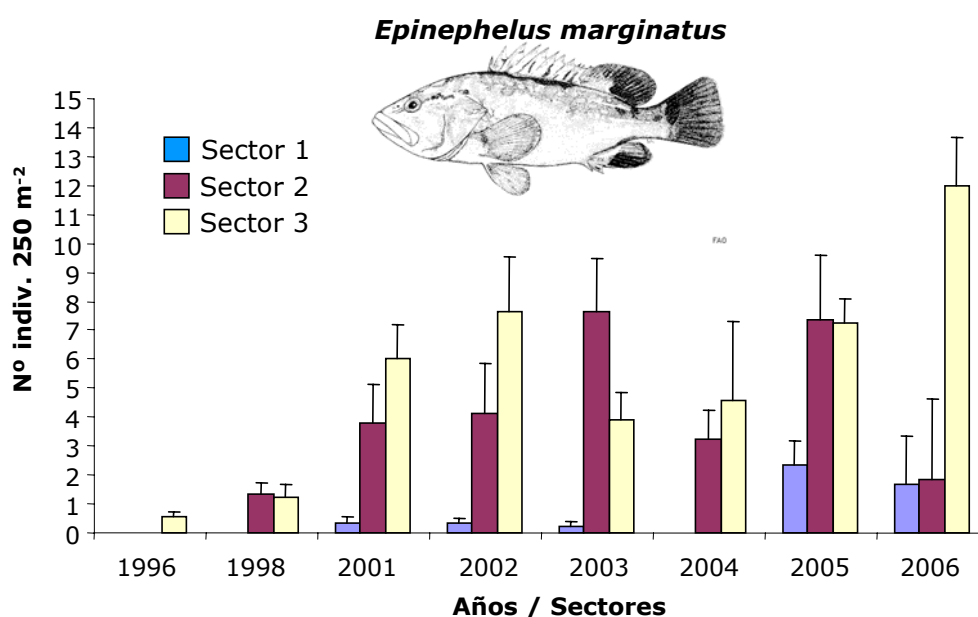 Epinephelus marginatus
15
14
13
12
11
10
9
8
7
6
5
4
3
2
1
0
Nº indiv. 250 m⁻²
Sector 1
Sector 2
Sector 3
FAO
1996 1998 2001 2002 2003 2004 2005 2006
Años / Sectores